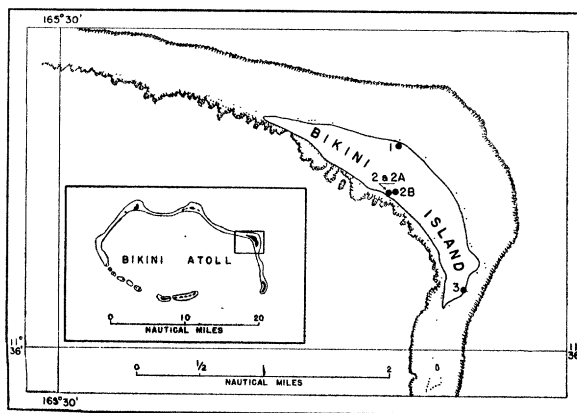 165° 30'
BIKINI ISLAND
1
2 & 2A
2B
3
BIKINI ATOLL
0 10 20
NAUTICAL MILES
11°
36'
11°
36'
0 1/2 1 2
NAUTICAL MILES
165° 30'